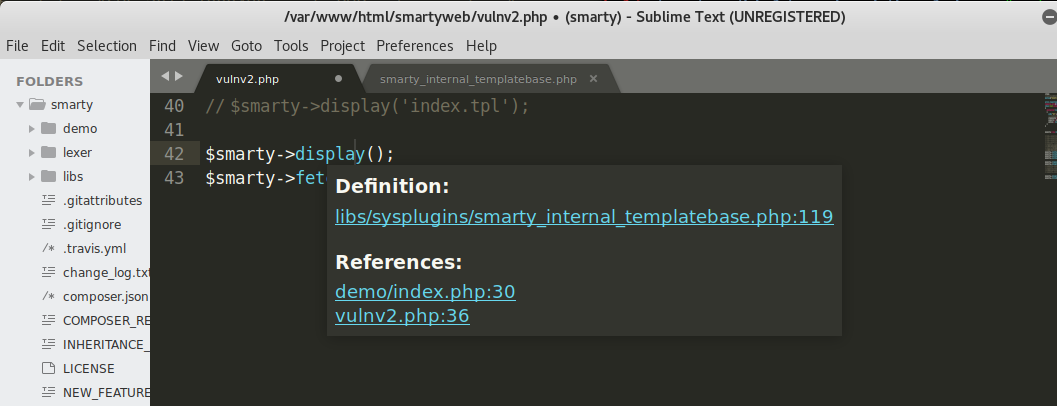 /var/www/html/smartyweb/vulnv2.php • (smarty) - Sublime Text (UNREGISTERED)
File Edit Selection Find View Goto Tools Project Preferences Help
FOLDERS
smarty
demo
lexer
libs
.gitattributes
.gitignore
.travis.yml
change_log.txt
composer.json
COMPOSER_RE
INHERITANCE_
LICENSE
NEW_FEATURE
vulnv2.php
smarty_internal_templatebase.php ×
40 // $smarty->display('index.tpl');
41
42 $smarty->display();
43 $smarty->fet
Definition:
libs/sysplugins/smarty_internal_templatebase.php:119
References:
demo/index.php:30
vulnv2.php:36